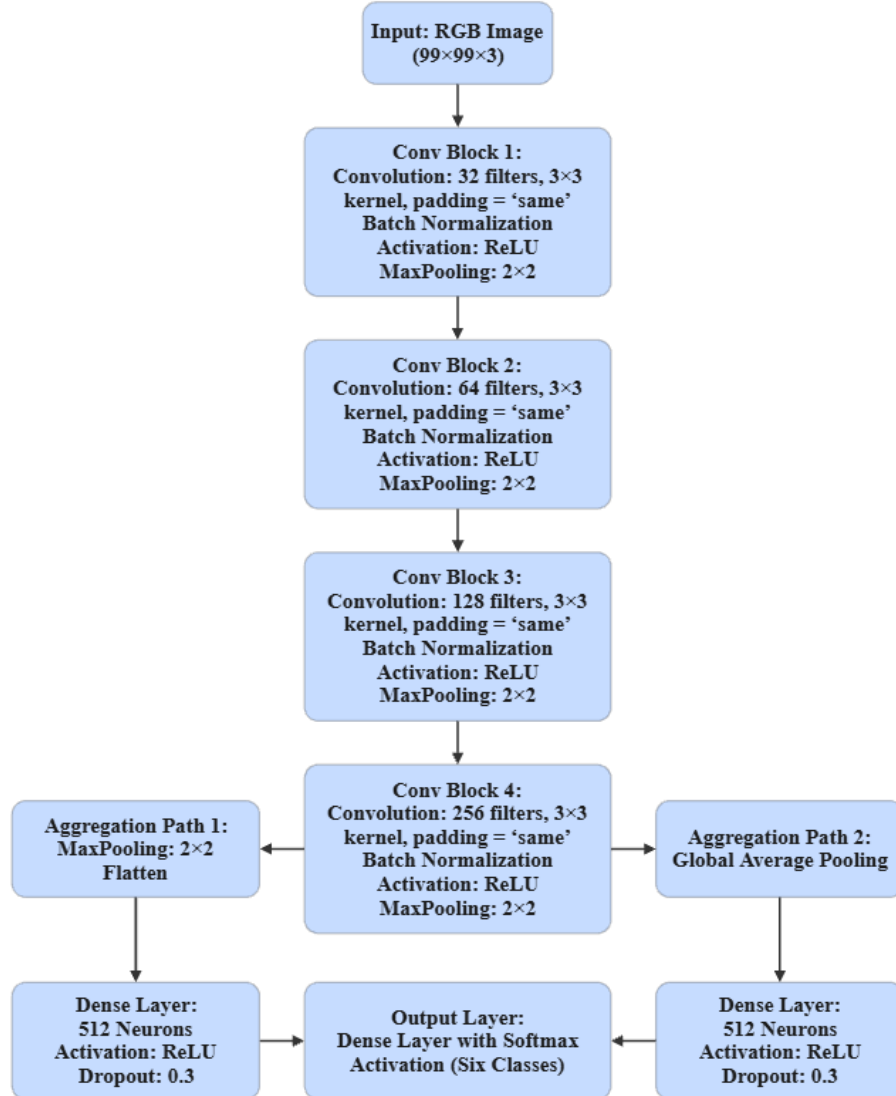 Input: RGB Image
(99×99×3)
Conv Block 1:
Convolution: 32 filters, 3×3
kernel, padding = ‘same’
Batch Normalization
Activation: ReLU
MaxPooling: 2×2
Conv Block 2:
Convolution: 64 filters, 3×3
kernel, padding = ‘same’
Batch Normalization
Activation: ReLU
MaxPooling: 2×2
Conv Block 3:
Convolution: 128 filters, 3×3
kernel, padding = ‘same’
Batch Normalization
Activation: ReLU
MaxPooling: 2×2
Conv Block 4:
Convolution: 256 filters, 3×3
kernel, padding = ‘same’
Batch Normalization
Activation: ReLU
MaxPooling: 2×2
Aggregation Path 1:
MaxPooling: 2×2
Flatten
Aggregation Path 2:
Global Average Pooling
Dense Layer:
512 Neurons
Activation: ReLU
Dropout: 0.3
Output Layer:
Dense Layer with Softmax
Activation (Six Classes)
Dense Layer:
512 Neurons
Activation: ReLU
Dropout: 0.3